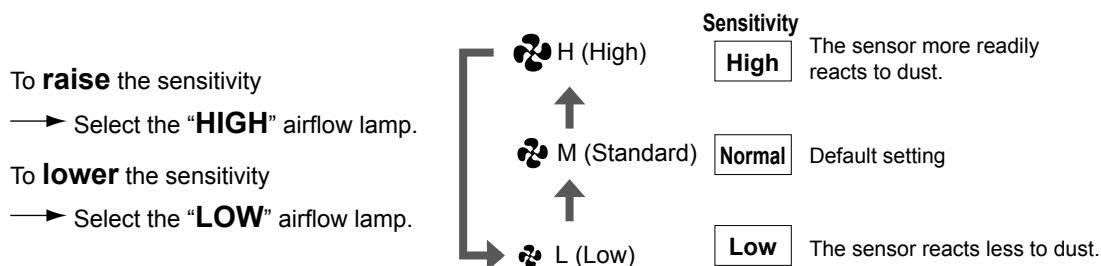 To raise the sensitivity
Select the “HIGH” airflow lamp.
To lower the sensitivity
Select the “LOW” airflow lamp.
H (High)
M (Standard)
L (Low)
Sensitivity
High
The sensor more readily
reacts to dust.
Normal
Default setting
Low
The sensor reacts less to dust.